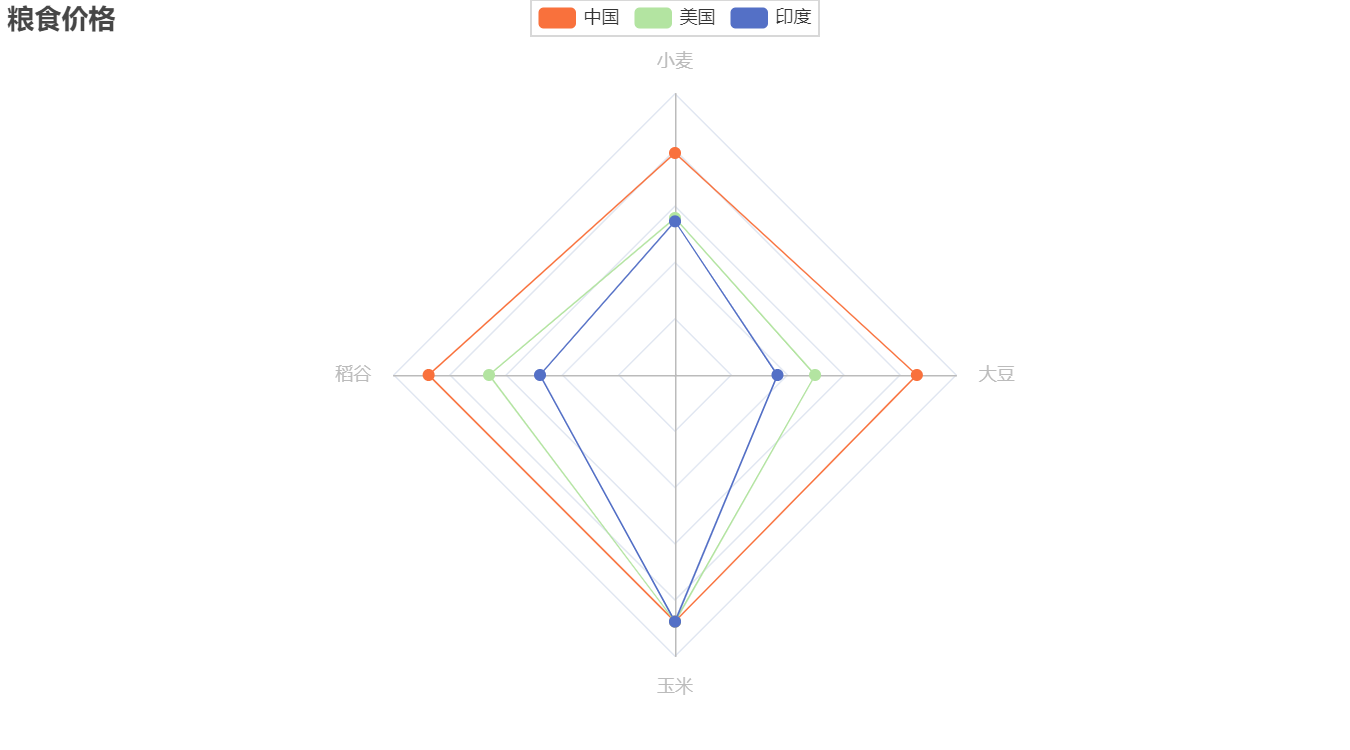 粮食价格
中国 美国 印度
小麦
稻谷
大豆
玉米